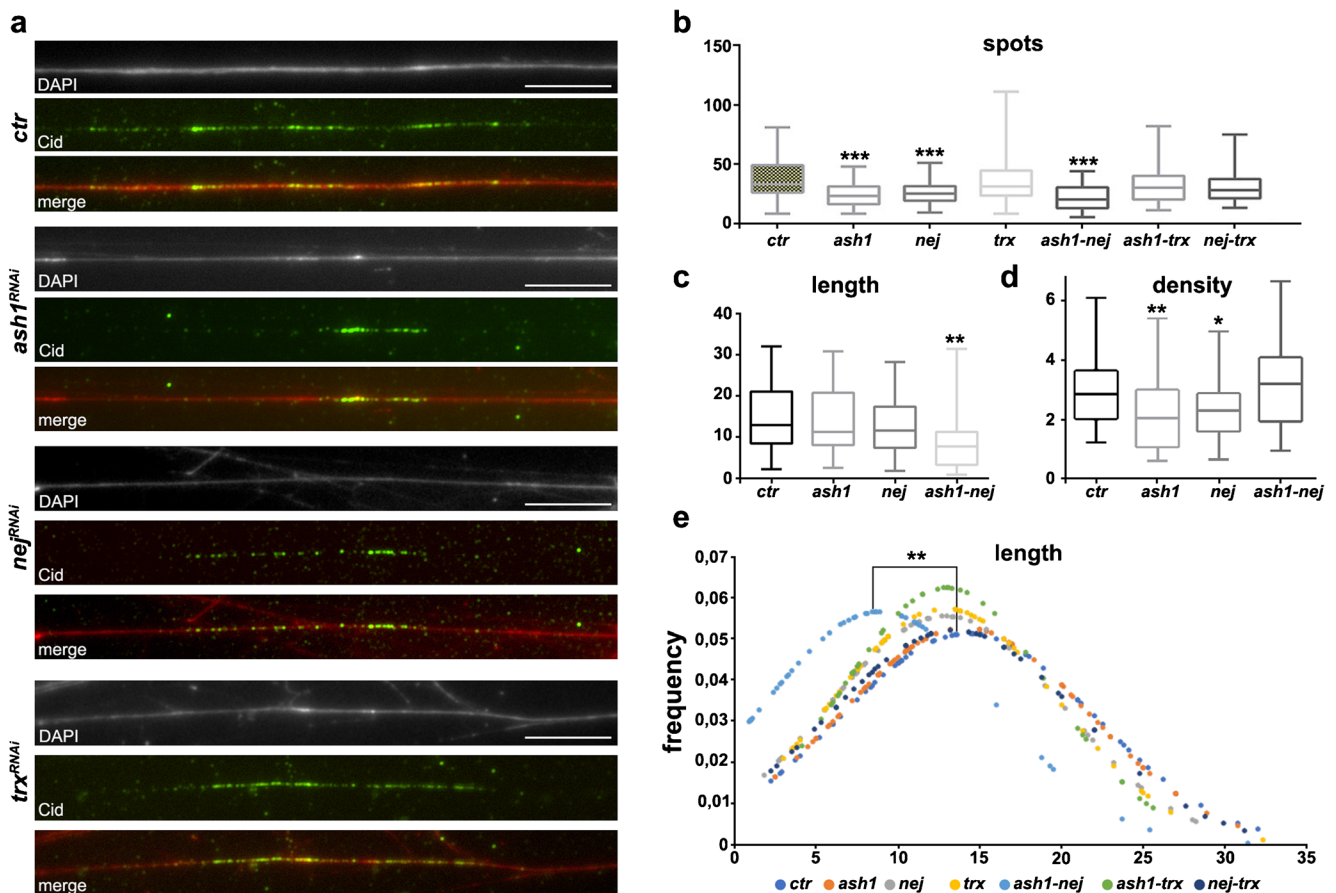 a
ctr
DAPI
Cid
merge
ash1RNAi
DAPI
Cid
merge
nejRNAi
DAPI
Cid
merge
trxRNAi
DAPI
Cid
merge
b
spots
150
100
50
0
*** *** ***
ctr ash1 nej trx ash1-nej ash1-trx nej-trx
c
length
40
30
20
10
0
**
ctr ash1 nej ash1-nej
d
density
6
4
2
0
** *
ctr ash1 nej ash1-nej
e
length
**
frequency
0,07
0,06
0,05
0,04
0,03
0,02
0,01
0
0 5 10 15 20 25 30 35
ctr ash1 nej trx ash1-nej ash1-trx nej-trx